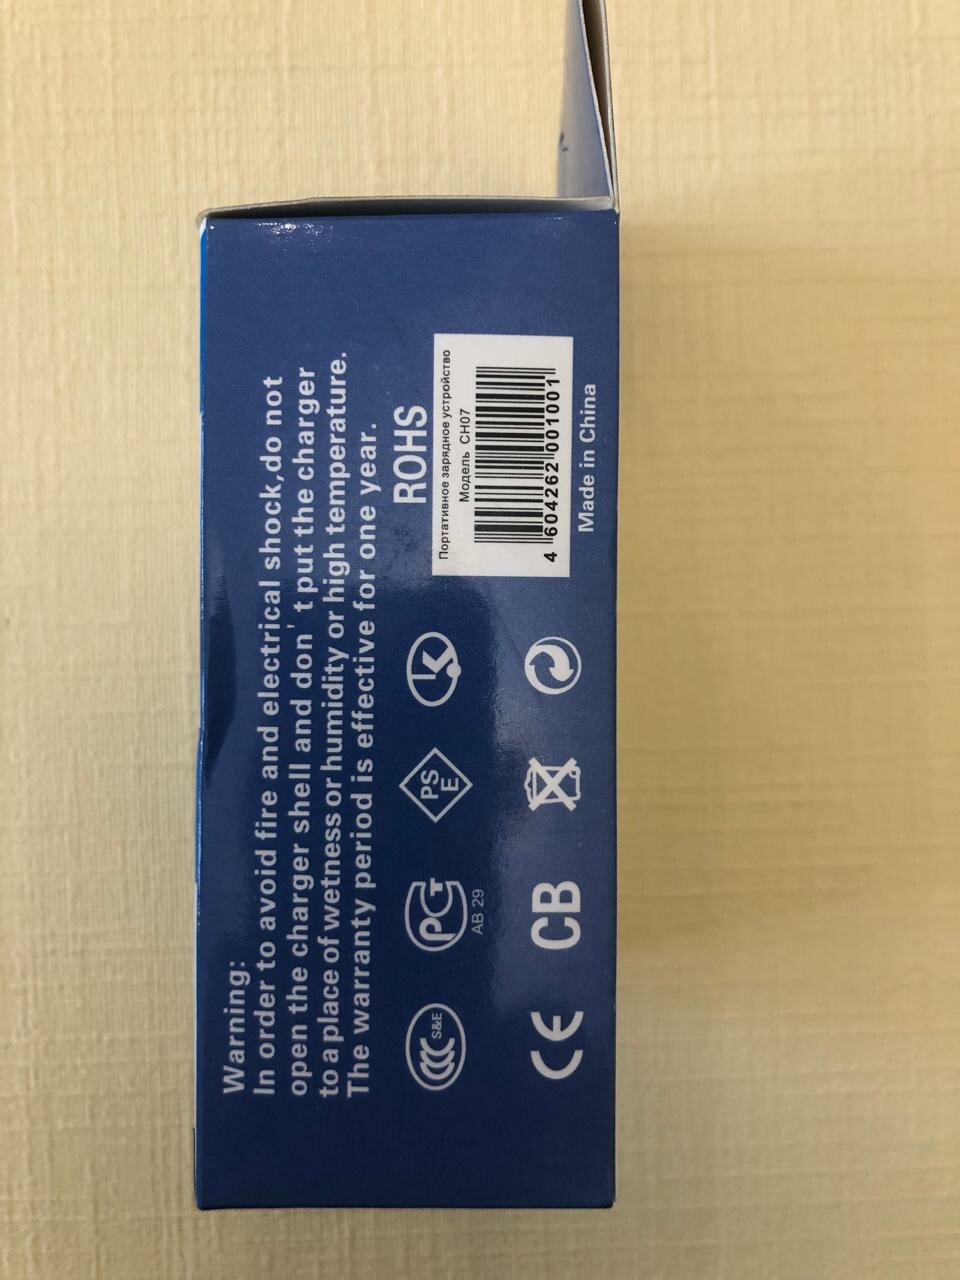 Warning:
In order to avoid fire and electrical shock,do not
open the charger shell and don't put the charger
to a place of wetness or humidity or high temperature.
The warranty period is effective for one year.
S&E
РСТ
АВ 29
PS
E
K
ROHS
CE
CB
Портативное зарядное устройство
Модель CH07
4 604262 001001
Made in China